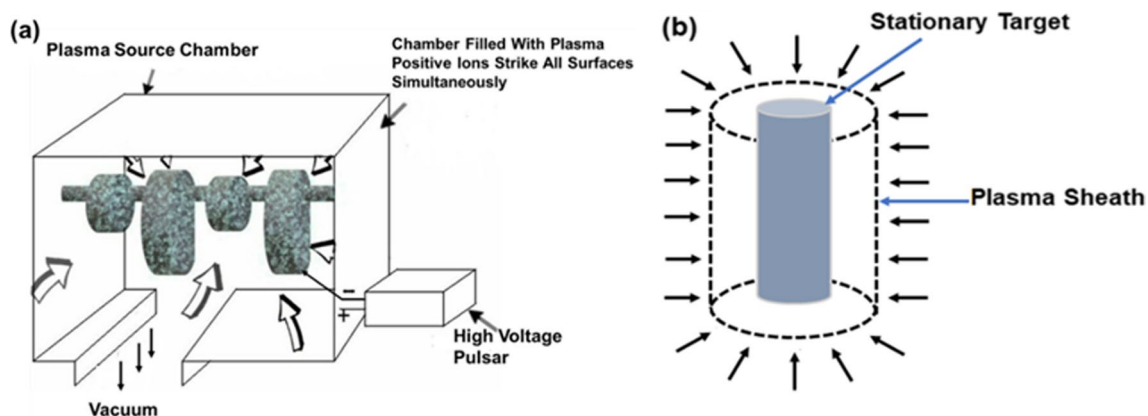 (a)
Plasma Source Chamber
Chamber Filled With Plasma
Positive Ions Strike All Surfaces
Simultaneously
−
+
High Voltage
Pulsar
Vacuum
(b)
Stationary Target
Plasma Sheath